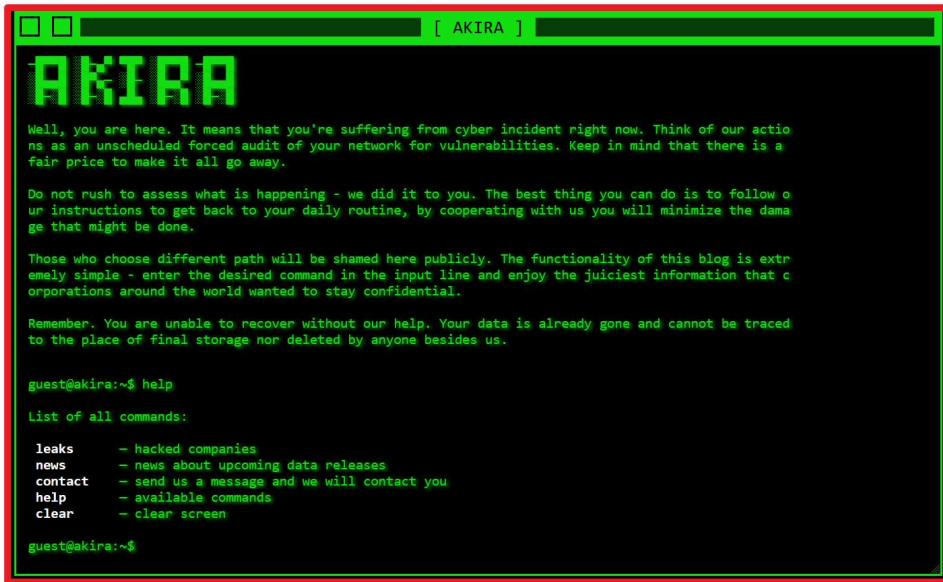 [ AKIRA ]
AKIRA
Well, you are here. It means that you're suffering from cyber incident right now. Think of our actio
ns as an unscheduled forced audit of your network for vulnerabilities. Keep in mind that there is a
fair price to make it all go away.
Do not rush to assess what is happening - we did it to you. The best thing you can do is to follow o
ur instructions to get back to your daily routine, by cooperating with us you will minimize the dama
ge that might be done.
Those who choose different path will be shamed here publicly. The functionality of this blog is extr
emely simple - enter the desired command in the input line and enjoy the juiciest information that c
orporations around the world wanted to stay confidential.
Remember. You are unable to recover without our help. Your data is already gone and cannot be traced
to the place of final storage nor deleted by anyone besides us.
guest@akira:~$ help
List of all commands:
leaks — hacked companies
news — news about upcoming data releases
contact — send us a message and we will contact you
help — available commands
clear — clear screen
guest@akira:~$